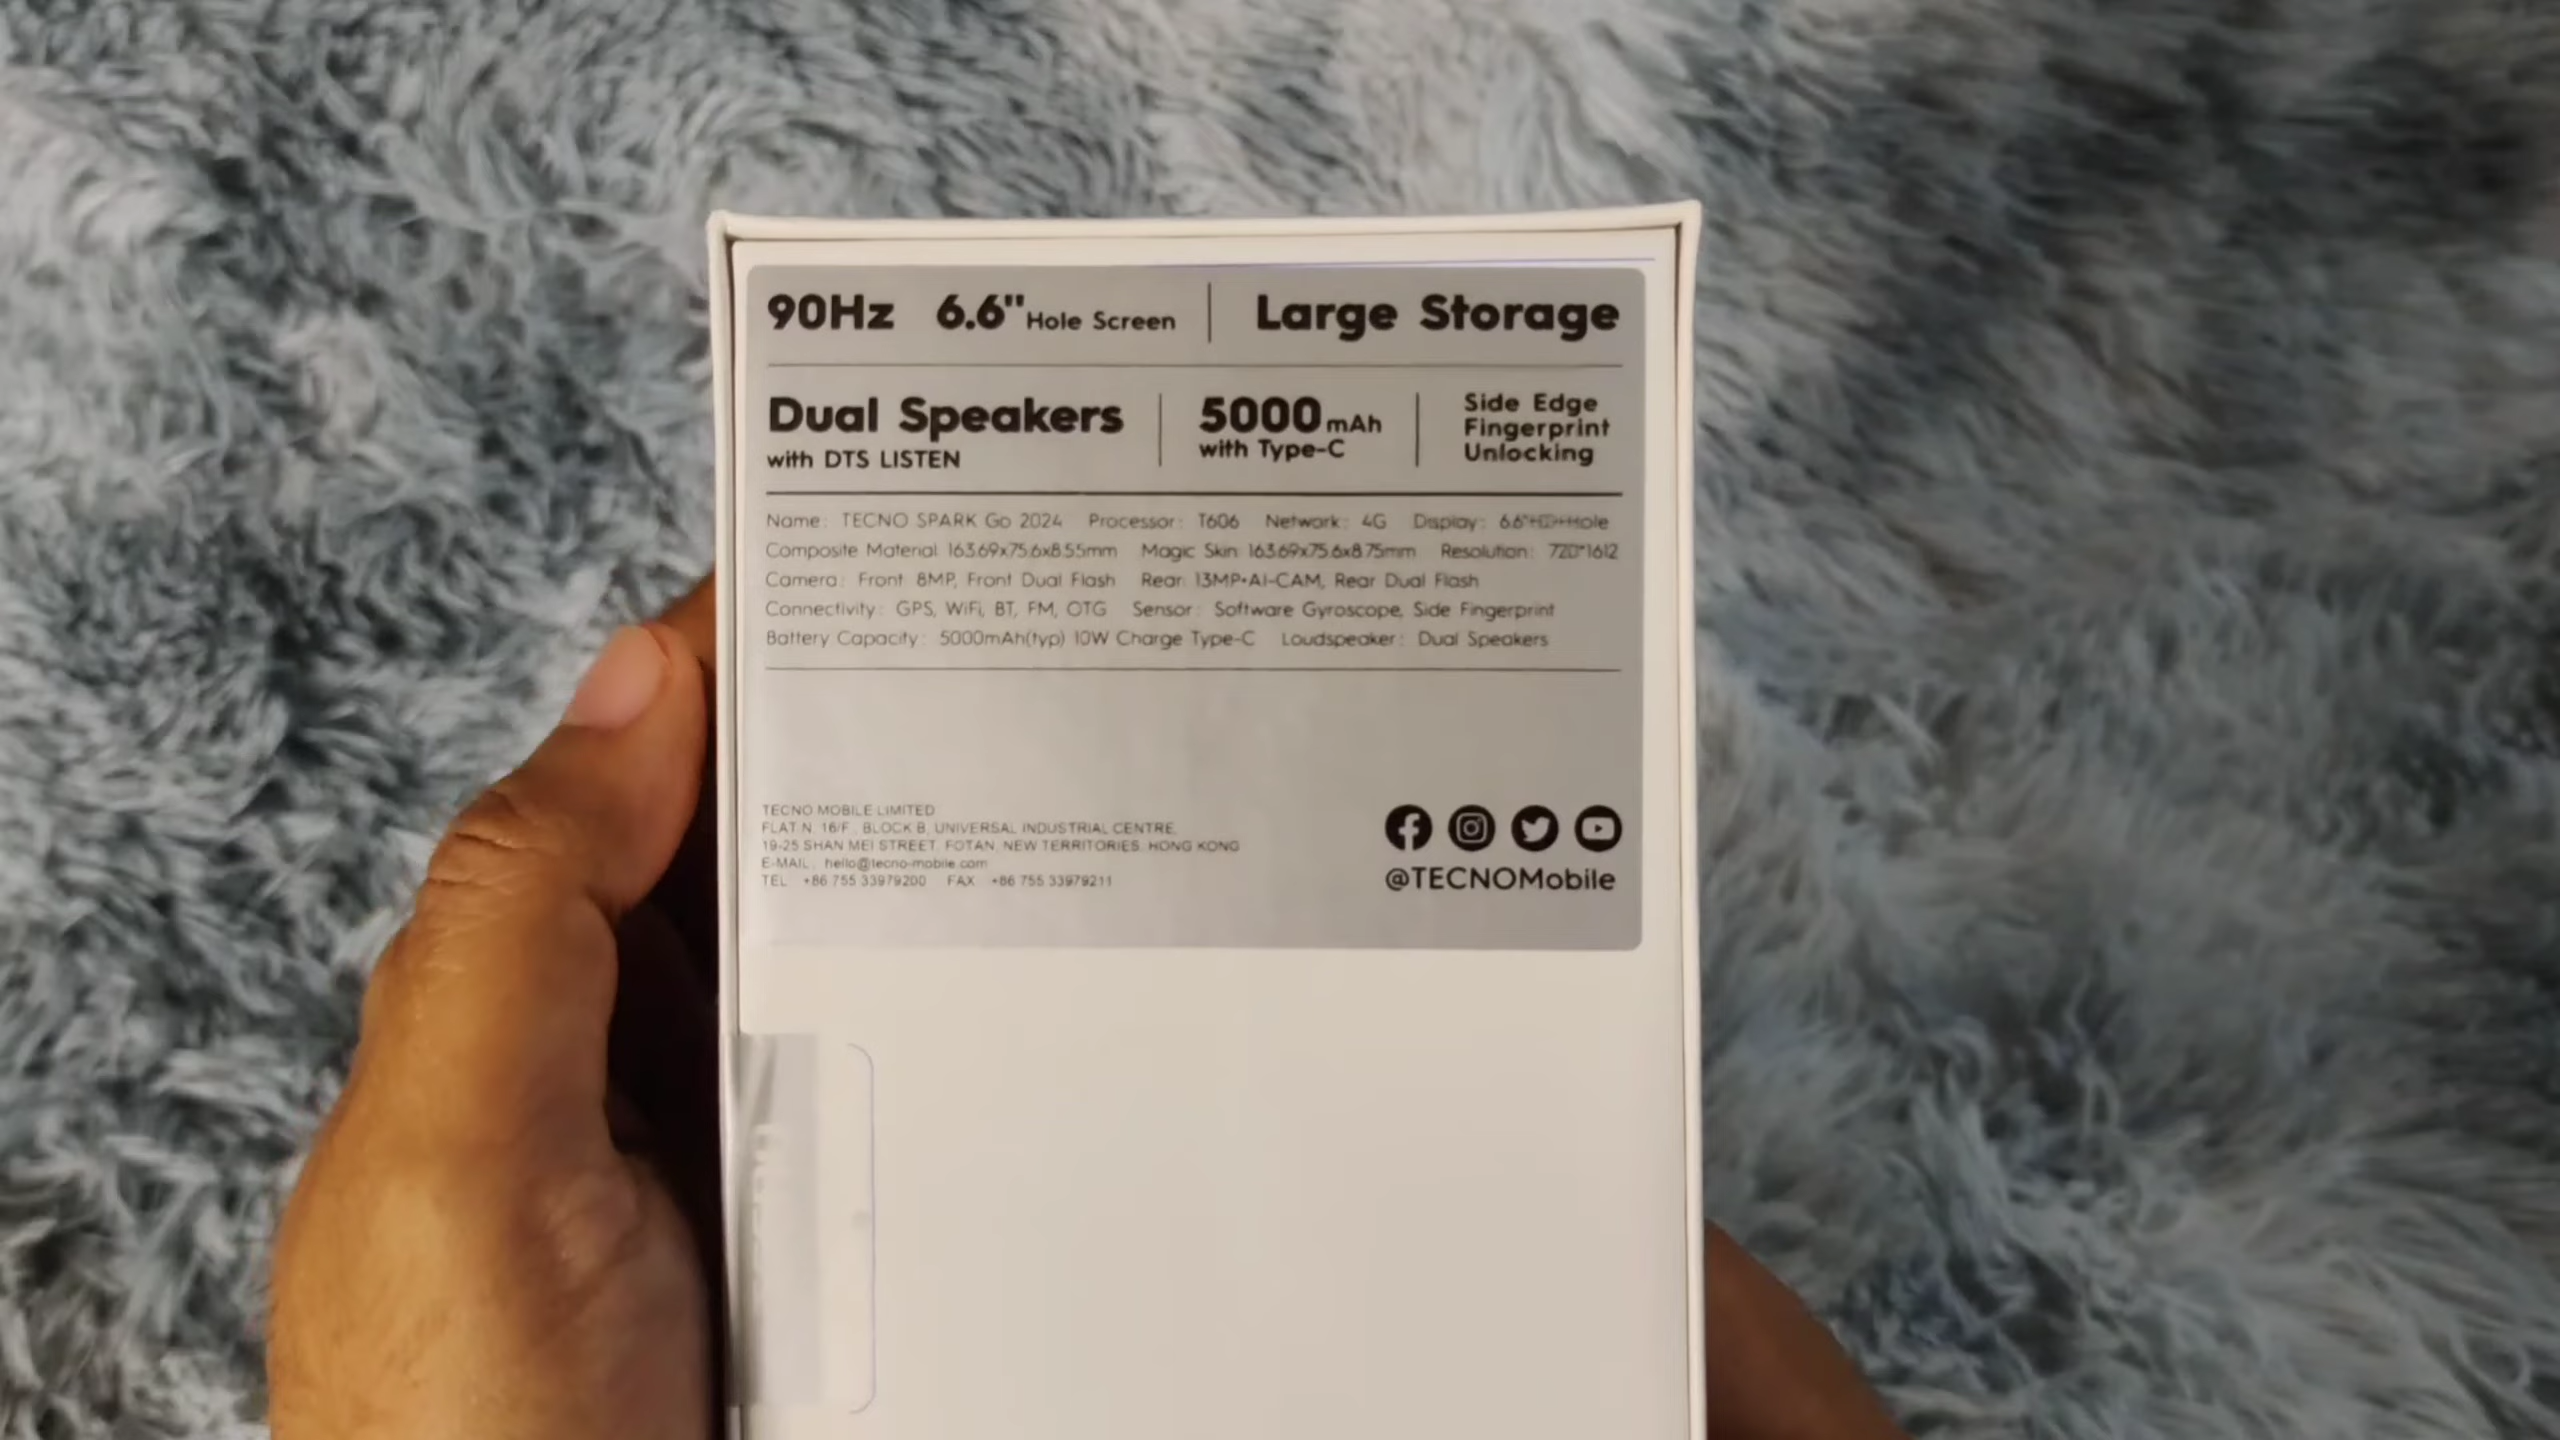 90Hz 6.6" Hole Screen Large Storage
Dual Speakers
with DTS LISTEN
5000mAh
with Type-C
Side Edge
Fingerprint
Unlocking
Name: TECNO SPARK Go 2024 Processor: T606 Network: 4G Display: 6.6"HD+Hole
Composite Material 163.69x75.6x8.55mm Magic Skin 163.69x75.6x8.75mm Resolution: 720*1612
Camera: Front 8MP, Front Dual Flash Rear: 13MP+AI-CAM, Rear Dual Flash
Connectivity: GPS, WiFi, BT, FM, OTG Sensor: Software Gyroscope, Side Fingerprint
Battery Capacity: 5000mAh(typ) 10W Charge Type-C Loudspeaker: Dual Speakers
TECNO MOBILE LIMITED
FLAT N, 16/F., BLOCK B, UNIVERSAL INDUSTRIAL CENTRE,
19-25 SHAN MEI STREET, FOTAN, NEW TERRITORIES, HONG KONG
E-MAIL: hello@tecno-mobile.com
TEL: +86 755 33979200 FAX: +86 755 33979211
@TECNOMobile